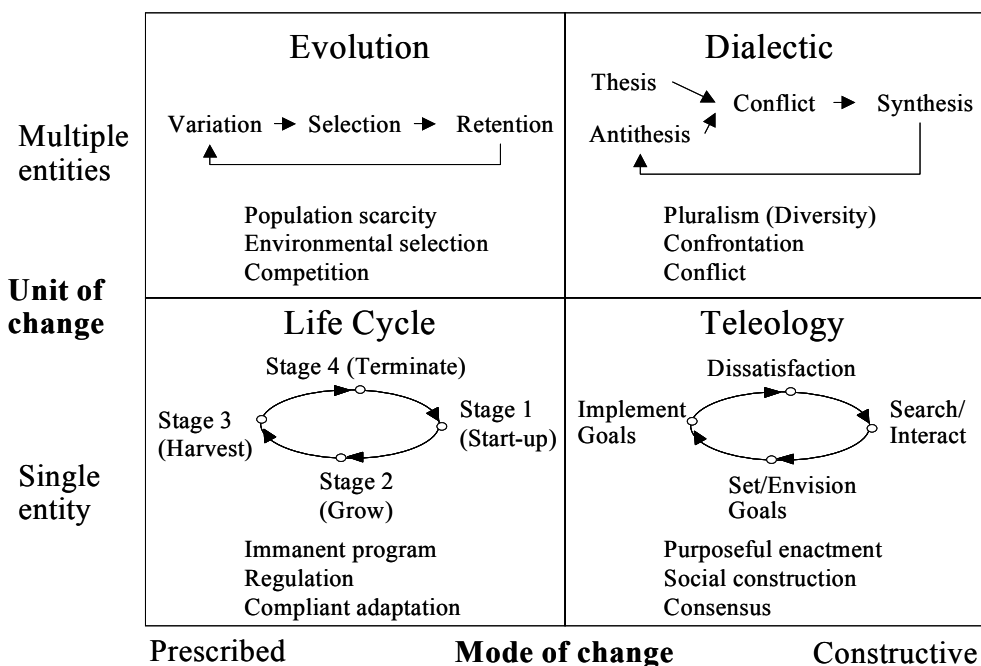 Evolution
Variation Selection Retention
Population scarcity
Environmental selection
Competition
Dialectic
Thesis
Antithesis
Conflict
Synthesis
Pluralism (Diversity)
Confrontation
Conflict
Multiple
entities
Unit of
change
Single
entity
Life Cycle
Stage 4 (Terminate)
Stage 3
(Harvest)
Stage 1
(Start-up)
Stage 2
(Grow)
Immanent program
Regulation
Compliant adaptation
Teleology
Dissatisfaction
Implement
Goals
Search/
Interact
Set/Envision
Goals
Purposeful enactment
Social construction
Consensus
Prescribed Mode of change Constructive